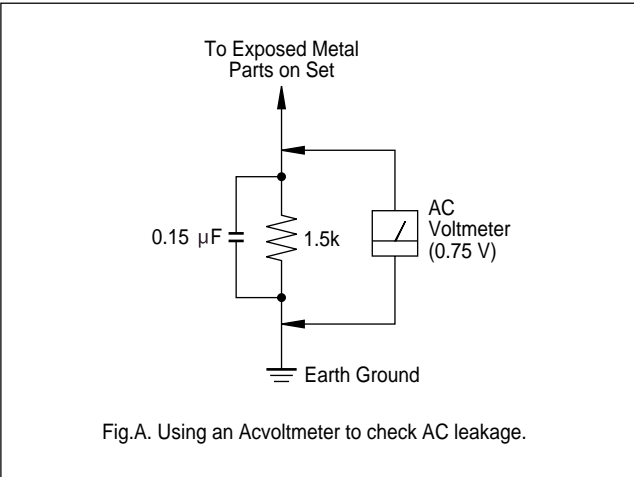 To Exposed Metal
Parts on Set
0.15 μF
1.5k
AC
Voltmeter
(0.75 V)
Earth Ground
Fig.A. Using an Acvoltmeter to check AC leakage.